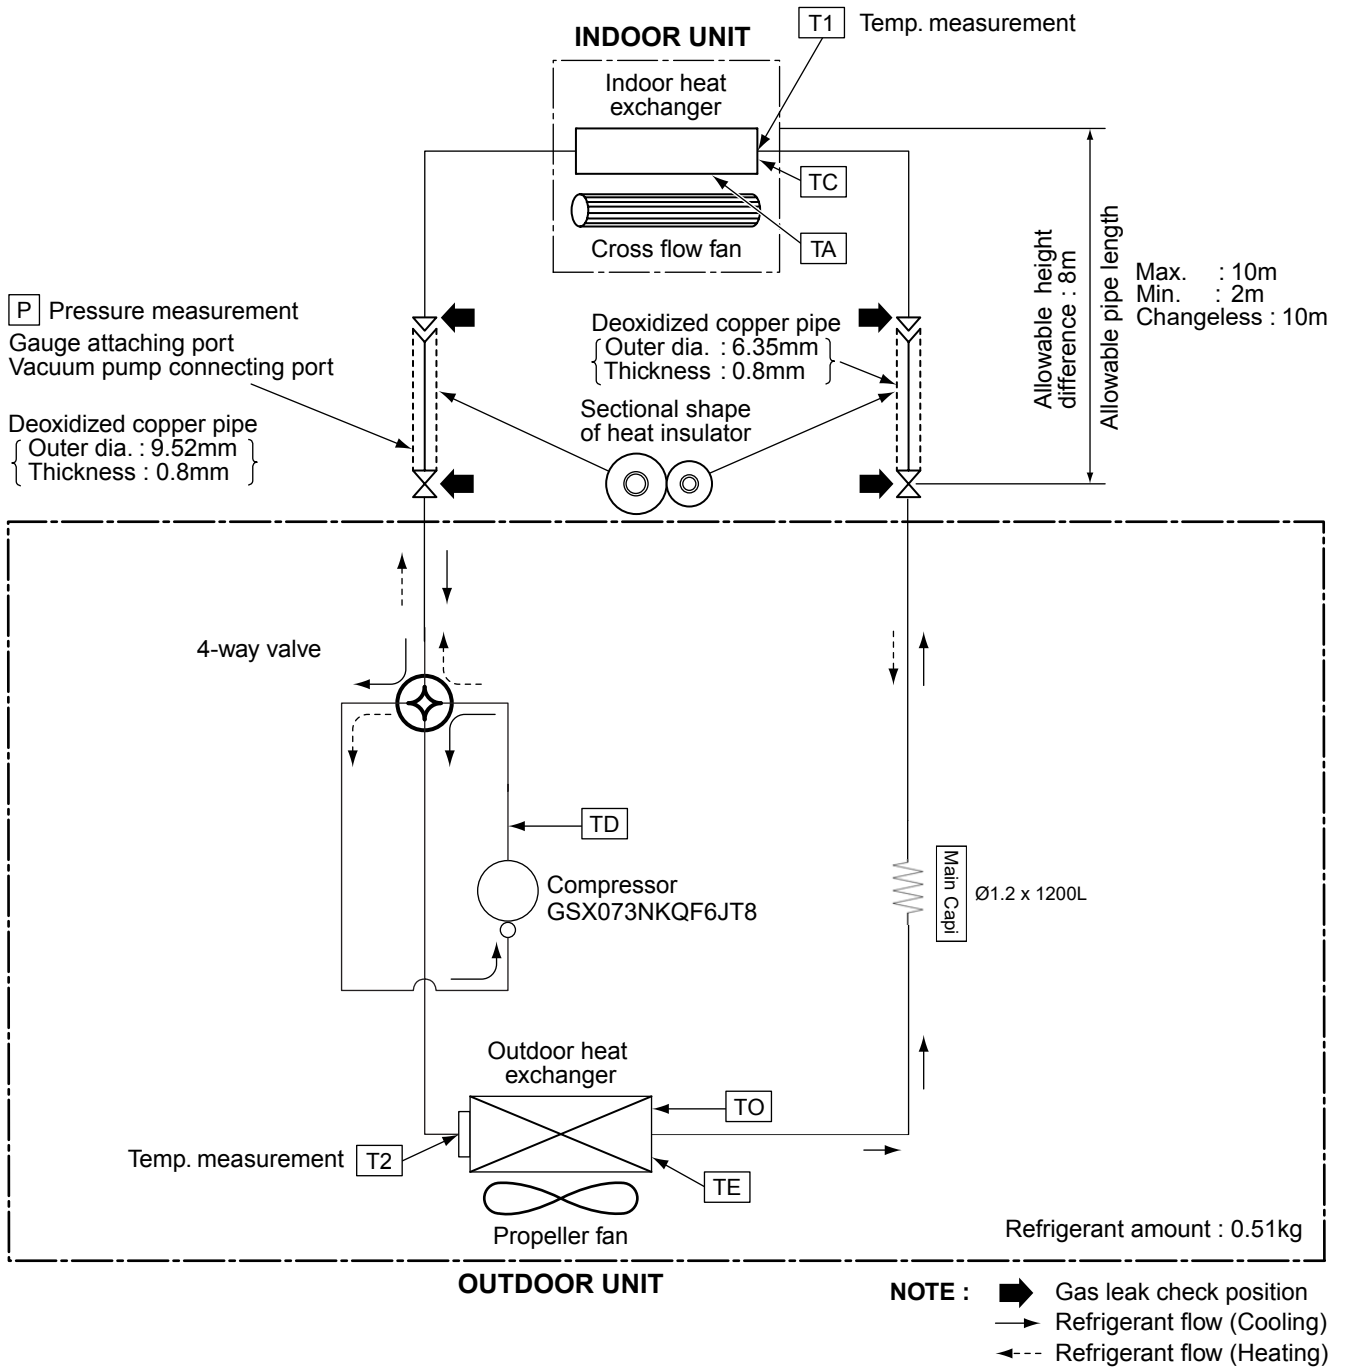 T1 Temp. measurement
INDOOR UNIT
Indoor heat
exchanger
TC
Cross flow fan
TA
Allowable height
difference : 8m
Allowable pipe length
Max. : 10m
Min. : 2m
Changeless : 10m
P Pressure measurement
Gauge attaching port
Vacuum pump connecting port
Deoxidized copper pipe
Outer dia. : 9.52mm
Thickness : 0.8mm
Deoxidized copper pipe
Outer dia. : 6.35mm
Thickness : 0.8mm
Sectional shape
of heat insulator
4-way valve
TD
Compressor
GSX073NKQF6JT8
Main Capi
Ø1.2 x 1200L
Outdoor heat
exchanger
TO
Temp. measurement T2
TE
Propeller fan
Refrigerant amount : 0.51kg
OUTDOOR UNIT
NOTE : Gas leak check position
Refrigerant flow (Cooling)
Refrigerant flow (Heating)